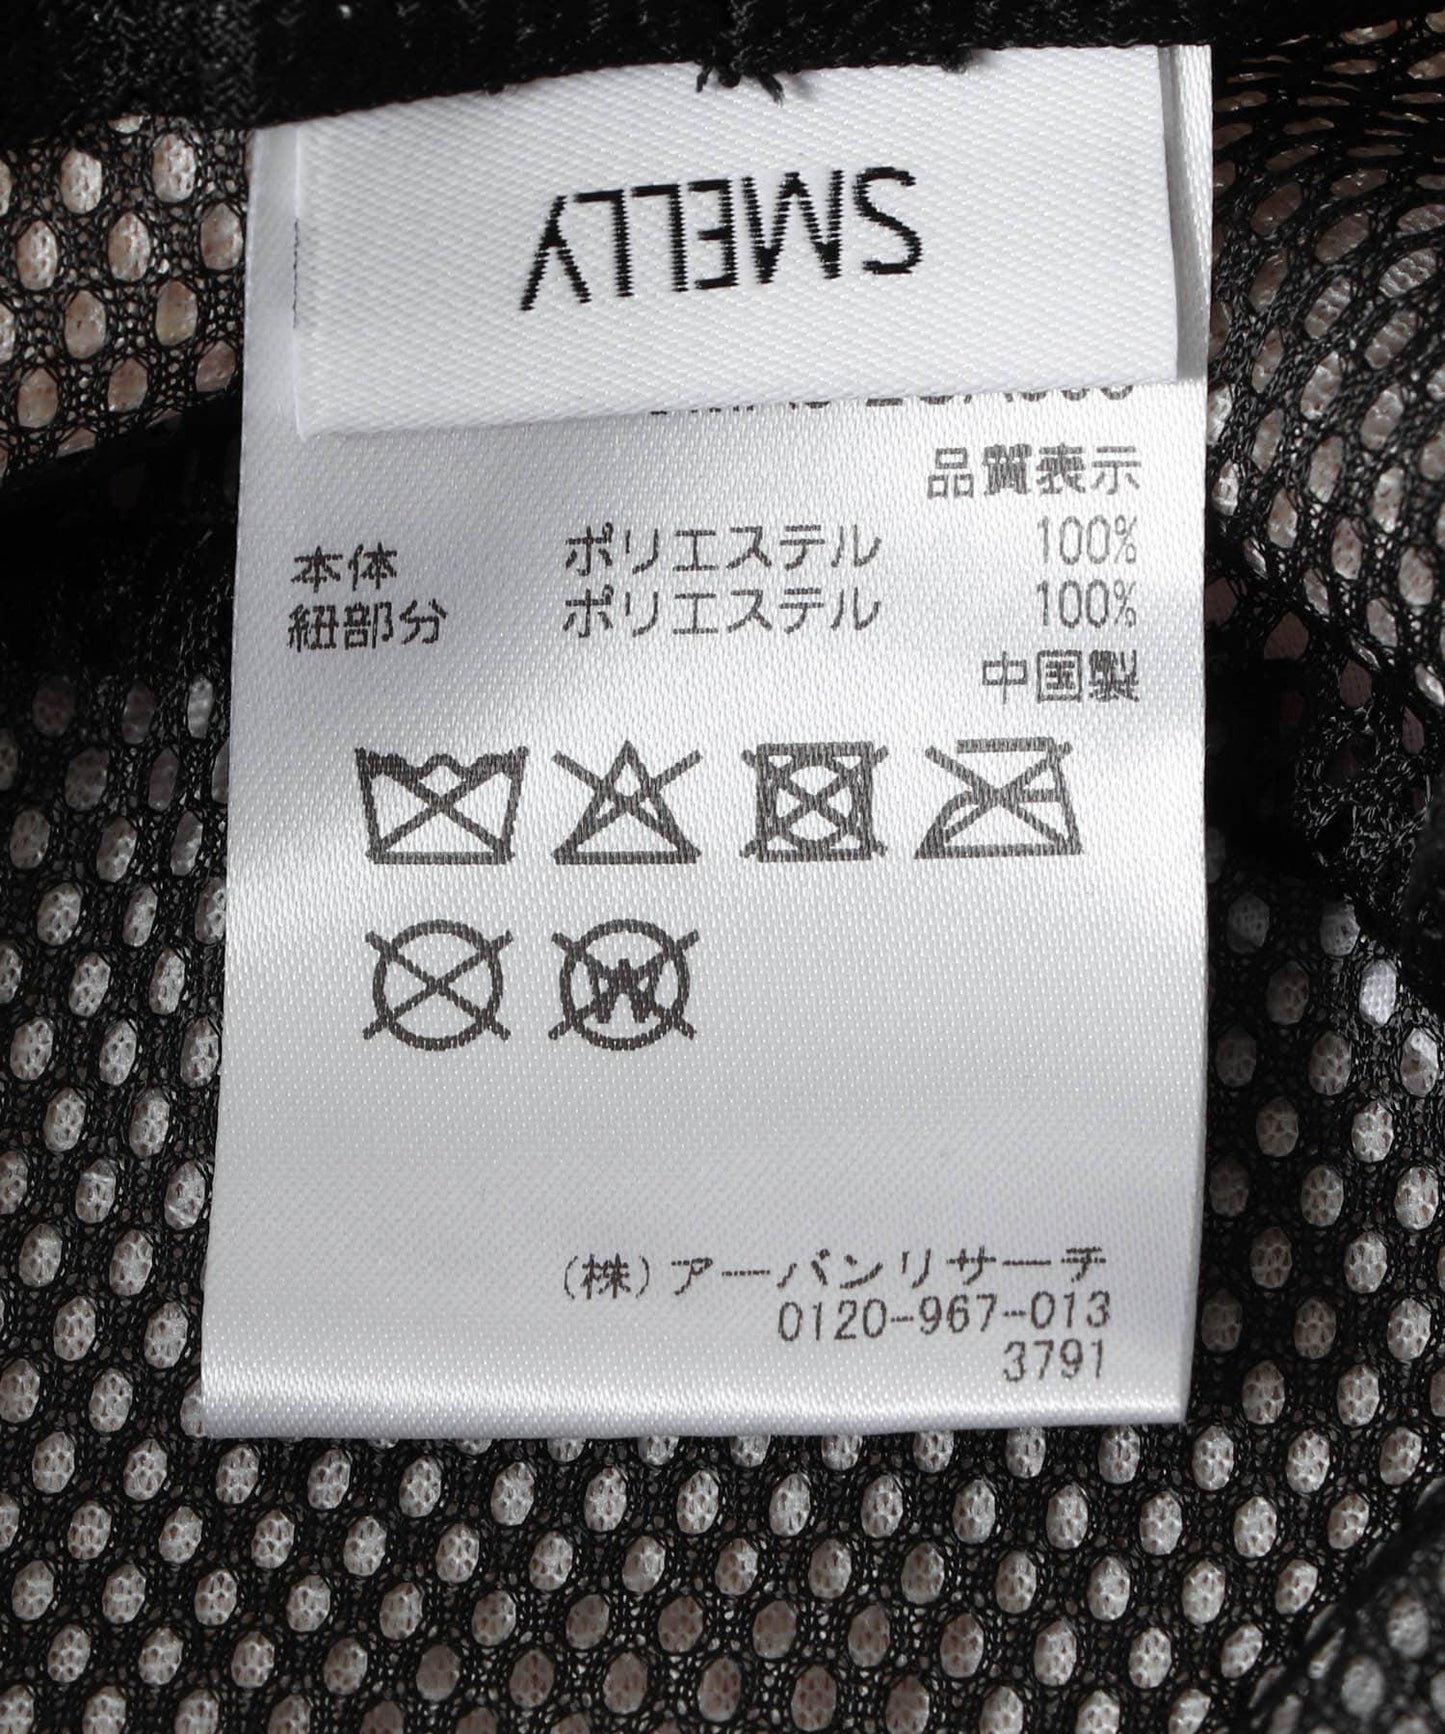 SMELLY
品質表示
本体 ポリエステル 100%
紐部分 ポリエステル 100%
中国製
W
(株)アーバンリサーチ
0120-967-013
3791